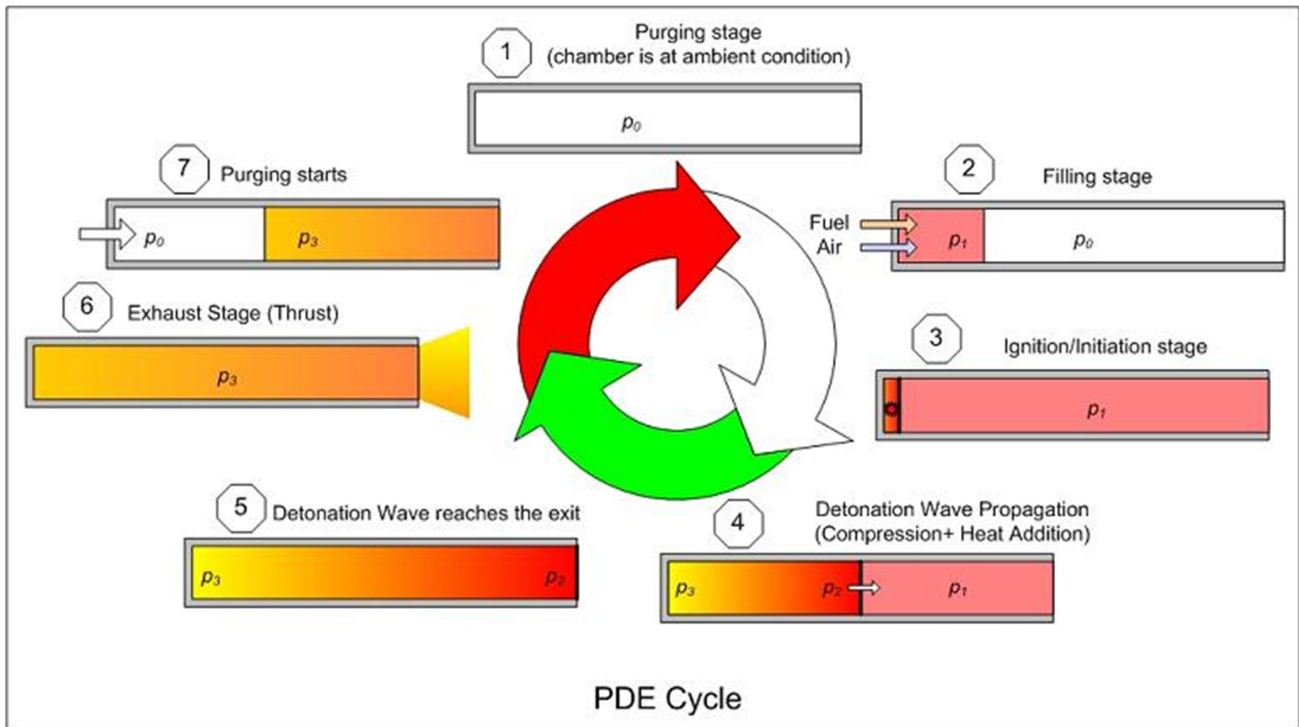 1
Purging stage
(chamber is at ambient condition)
p₀
2
Filling stage
Fuel
Air
p₁
p₀
3
Ignition/Initiation stage
p₁
4
Detonation Wave Propagation
(Compression+ Heat Addition)
p₃
p₂
p₁
5
Detonation Wave reaches the exit
p₃
p₂
6
Exhaust Stage (Thrust)
p₃
7
Purging starts
p₀
p₃
PDE Cycle